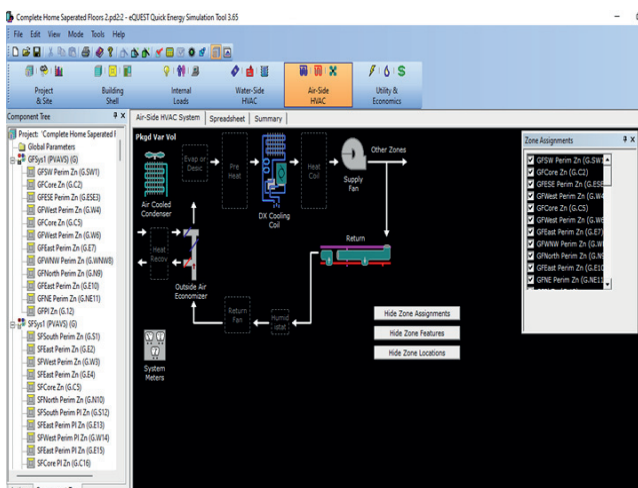 Complete Home Saperated Floors 2.pd2:2 - eQUEST Quick Energy Simulation Tool 3.65
File Edit View Mode Tools Help
Project & Site
Building Shell
Internal Loads
Water-Side HVAC
Air-Side HVAC
Utility & Economics
Component Tree
Project: 'Complete Home Saperated F
Global Parameters
GFSys1 (PVAVS) (G)
GFSW Perim Zn (G.SW1)
GFCore Zn (G.C2)
GFESE Perim Zn (G.ESE3)
GFWest Perim Zn (G.W4)
GFCore Zn (G.C5)
GFWest Perim Zn (G.W6)
GFEast Perim Zn (G.E7)
GFWNW Perim Zn (G.WNW8)
GFNorth Perim Zn (G.N9)
GFEast Perim Zn (G.E10)
GFNE Perim Zn (G.NE11)
GFPl Zn (G.12)
SFSys1 (PVAVS) (G)
SFSouth Perim Zn (G.S1)
SFEast Perim Zn (G.E2)
SFWest Perim Zn (G.W3)
SFEast Perim Zn (G.E4)
SFCore Zn (G.C5)
SFNorth Perim Zn (G.N10)
SFSouth Perim Pl Zn (G.S12)
SFEast Perim Pl Zn (G.E13)
SFWest Perim Pl Zn (G.W14)
SFEast Perim Pl Zn (G.E15)
SFCore Pl Zn (G.C16)
Air-Side HVAC System
Spreadsheet
Summary
Pkgd Var Vol
Air Cooled
Condenser
Evap or
Desic
Pre
Heat
DX Cooling
Coil
Heat
Coil
Supply
Fan
Other Zones
Heat
Recov
Outside Air
Economizer
Return
Return
Fan
Humid
istat
System
Meters
Hide Zone Assignments
Hide Zone Features
Hide Zone Locations
Zone Assignments
GFSW Perim Zn (G.SW1
GFCore Zn (G.C2)
GFESE Perim Zn (G.ESE
GFWest Perim Zn (G.W4
GFCore Zn (G.C5)
GFWest Perim Zn (G.W6
GFEast Perim Zn (G.E7)
GFWNW Perim Zn (G.W
GFNorth Perim Zn (G.N9
GFEast Perim Zn (G.E10
GFNE Perim Zn (G.NE11